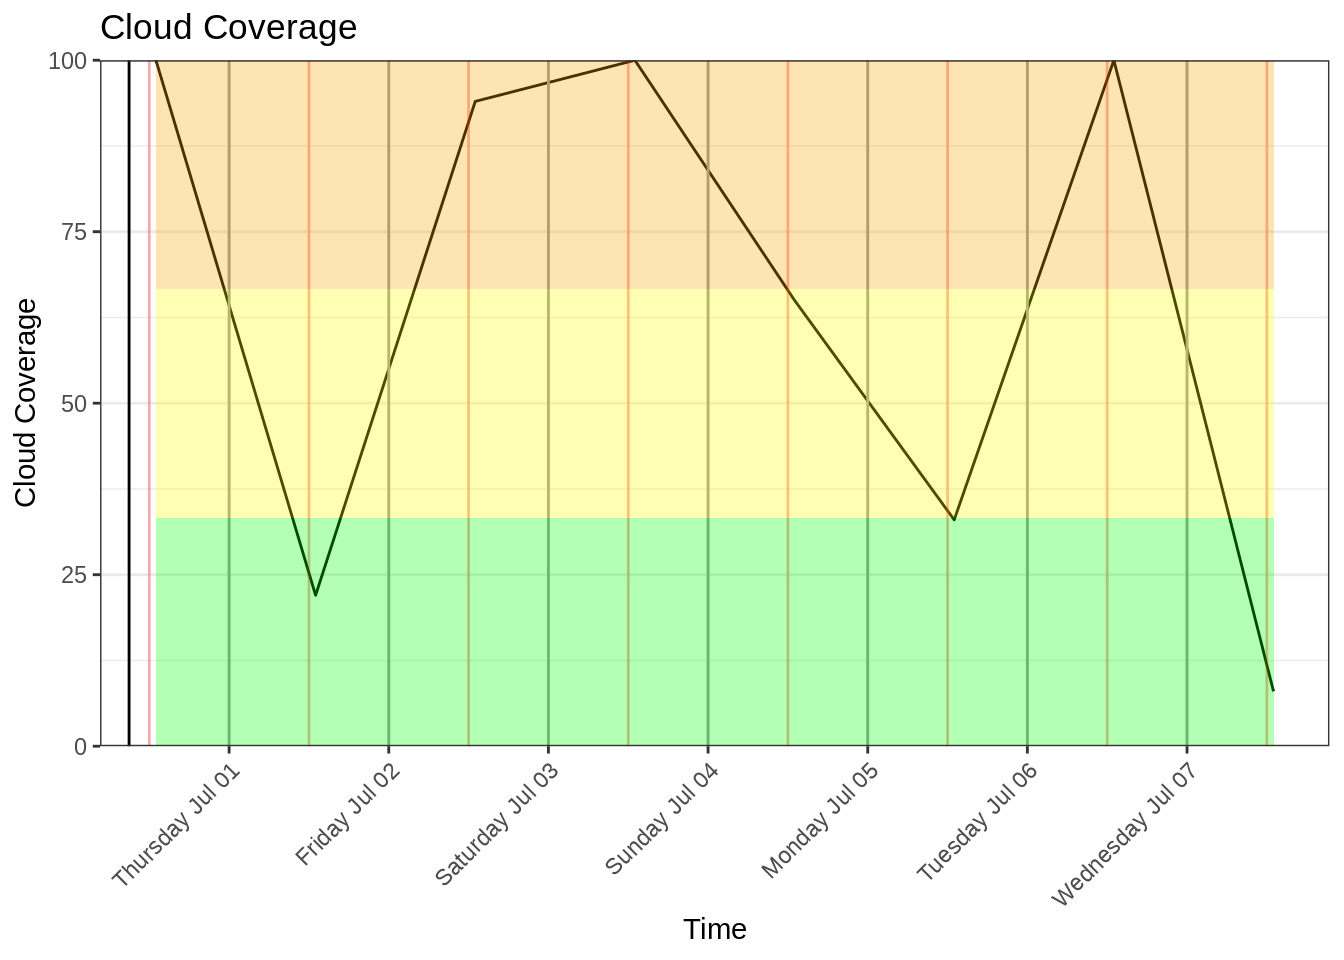 Cloud Coverage
100
75
50
25
0
Cloud Coverage
Thursday Jul 01
Friday Jul 02
Saturday Jul 03
Sunday Jul 04
Monday Jul 05
Tuesday Jul 06
Wednesday Jul 07
Time